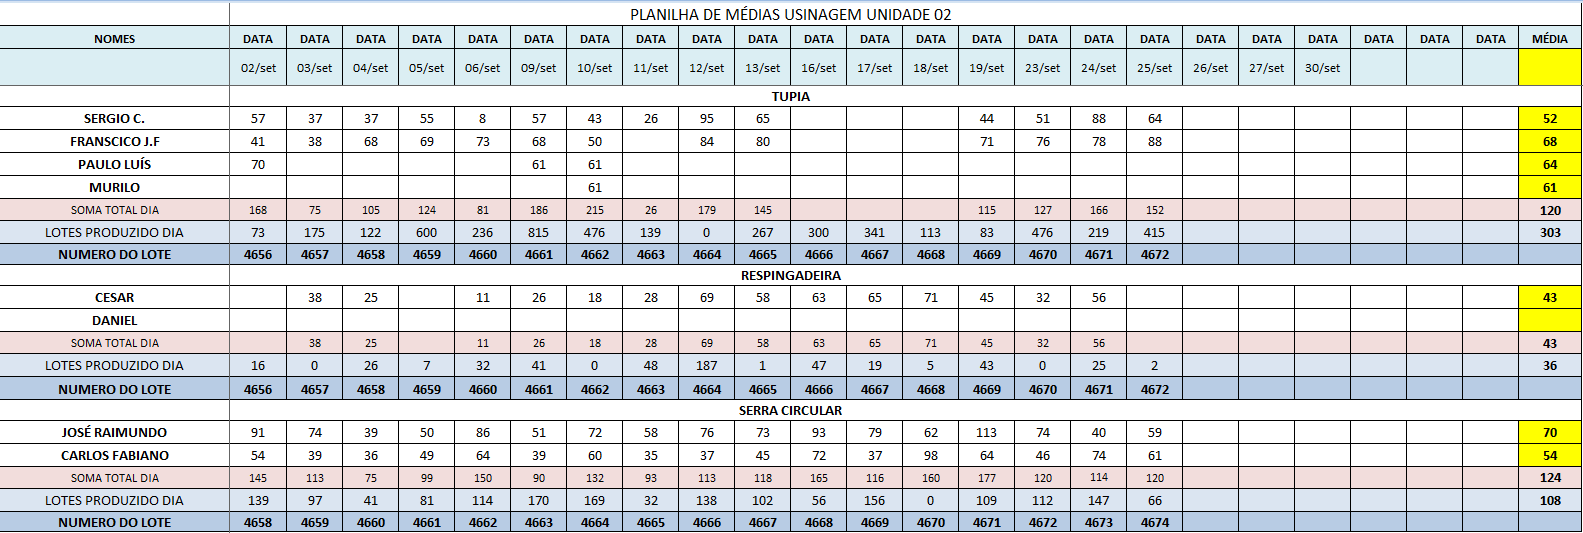 PLANILHA DE MÉDIAS USINAGEM UNIDADE 02
NOMES DATA DATA DATA DATA DATA DATA DATA DATA DATA DATA DATA DATA DATA DATA DATA DATA DATA DATA DATA DATA DATA DATA DATA MÉDIA
02/set 03/set 04/set 05/set 06/set 09/set 10/set 11/set 12/set 13/set 16/set 17/set 18/set 19/set 23/set 24/set 25/set 26/set 27/set 30/set
TUPIA
SERGIO C. 57 37 37 55 8 57 43 26 95 65 44 51 88 64 52
FRANSCICO J.F 41 38 68 69 73 68 50 84 80 71 76 78 88 68
PAULO LUÍS 70 61 61 64
MURILO 61 61
SOMA TOTAL DIA 168 75 105 124 81 186 215 26 179 145 115 127 166 152 120
LOTES PRODUZIDO DIA 73 175 122 600 236 815 476 139 0 267 300 341 113 83 476 219 415 303
NUMERO DO LOTE 4656 4657 4658 4659 4660 4661 4662 4663 4664 4665 4666 4667 4668 4669 4670 4671 4672
RESPINGADEIRA
CESAR 38 25 11 26 18 28 69 58 63 65 71 45 32 56 43
DANIEL
SOMA TOTAL DIA 38 25 11 26 18 28 69 58 63 65 71 45 32 56 43
LOTES PRODUZIDO DIA 16 0 26 7 32 41 0 48 187 1 47 19 5 43 0 25 2 36
NUMERO DO LOTE 4656 4657 4658 4659 4660 4661 4662 4663 4664 4665 4666 4667 4668 4669 4670 4671 4672
SERRA CIRCULAR
JOSÉ RAIMUNDO 91 74 39 50 86 51 72 58 76 73 93 79 62 113 74 40 59 70
CARLOS FABIANO 54 39 36 49 64 39 60 35 37 45 72 37 98 64 46 74 61 54
SOMA TOTAL DIA 145 113 75 99 150 90 132 93 113 118 165 116 160 177 120 114 120 124
LOTES PRODUZIDO DIA 139 97 41 81 114 170 169 32 138 102 56 156 0 109 112 147 66 108
NUMERO DO LOTE 4658 4659 4660 4661 4662 4663 4664 4665 4666 4667 4668 4669 4670 4671 4672 4673 4674